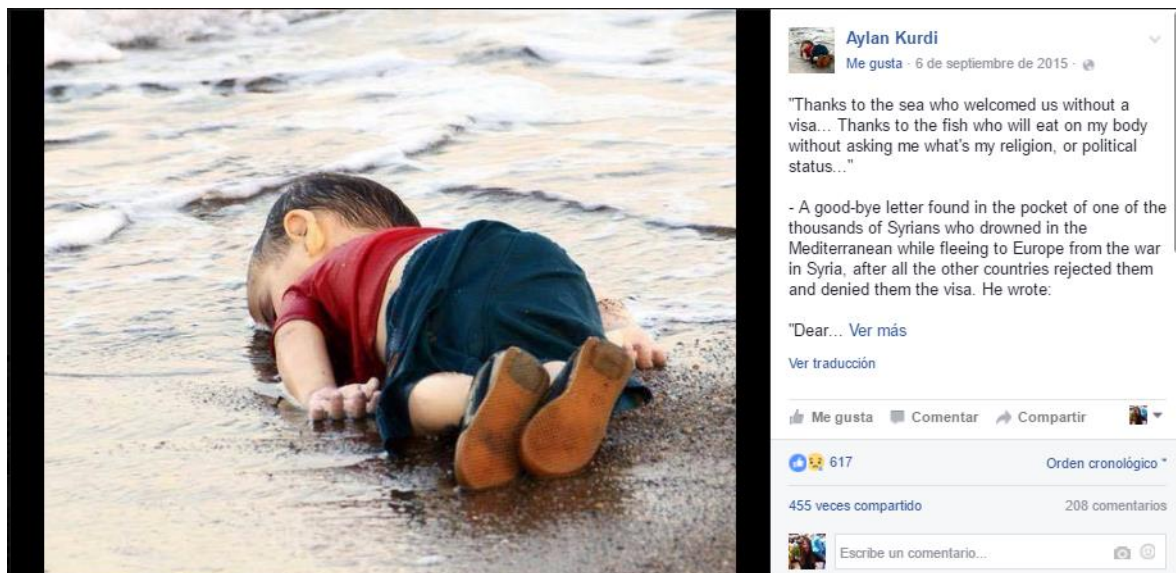 Aylan Kurdi
Me gusta · 6 de septiembre de 2015 ·
"Thanks to the sea who welcomed us without a
visa... Thanks to the fish who will eat on my body
without asking me what's my religion, or political
status..."
- A good-bye letter found in the pocket of one of the
thousands of Syrians who drowned in the
Mediterranean while fleeing to Europe from the war
in Syria, after all the other countries rejected them
and denied them the visa. He wrote:
"Dear... Ver más
Ver traducción
Me gusta Comentar Compartir
617 Orden cronológico
455 veces compartido 208 comentarios
Escribe un comentario...